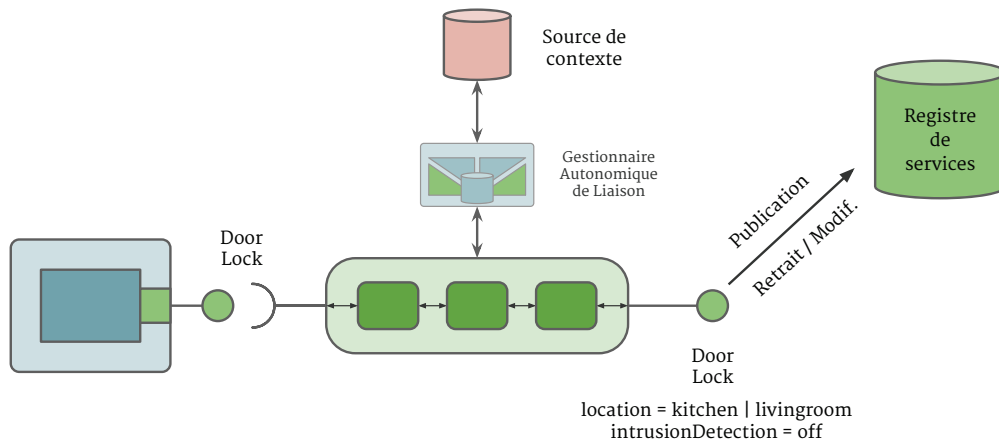 Source de
contexte
Registre
de
services
Gestionnaire
Autonomique
de Liaison
Publication
Retrait / Modif.
Door
Lock
Door
Lock
location = kitchen | livingroom
intrusionDetection = off